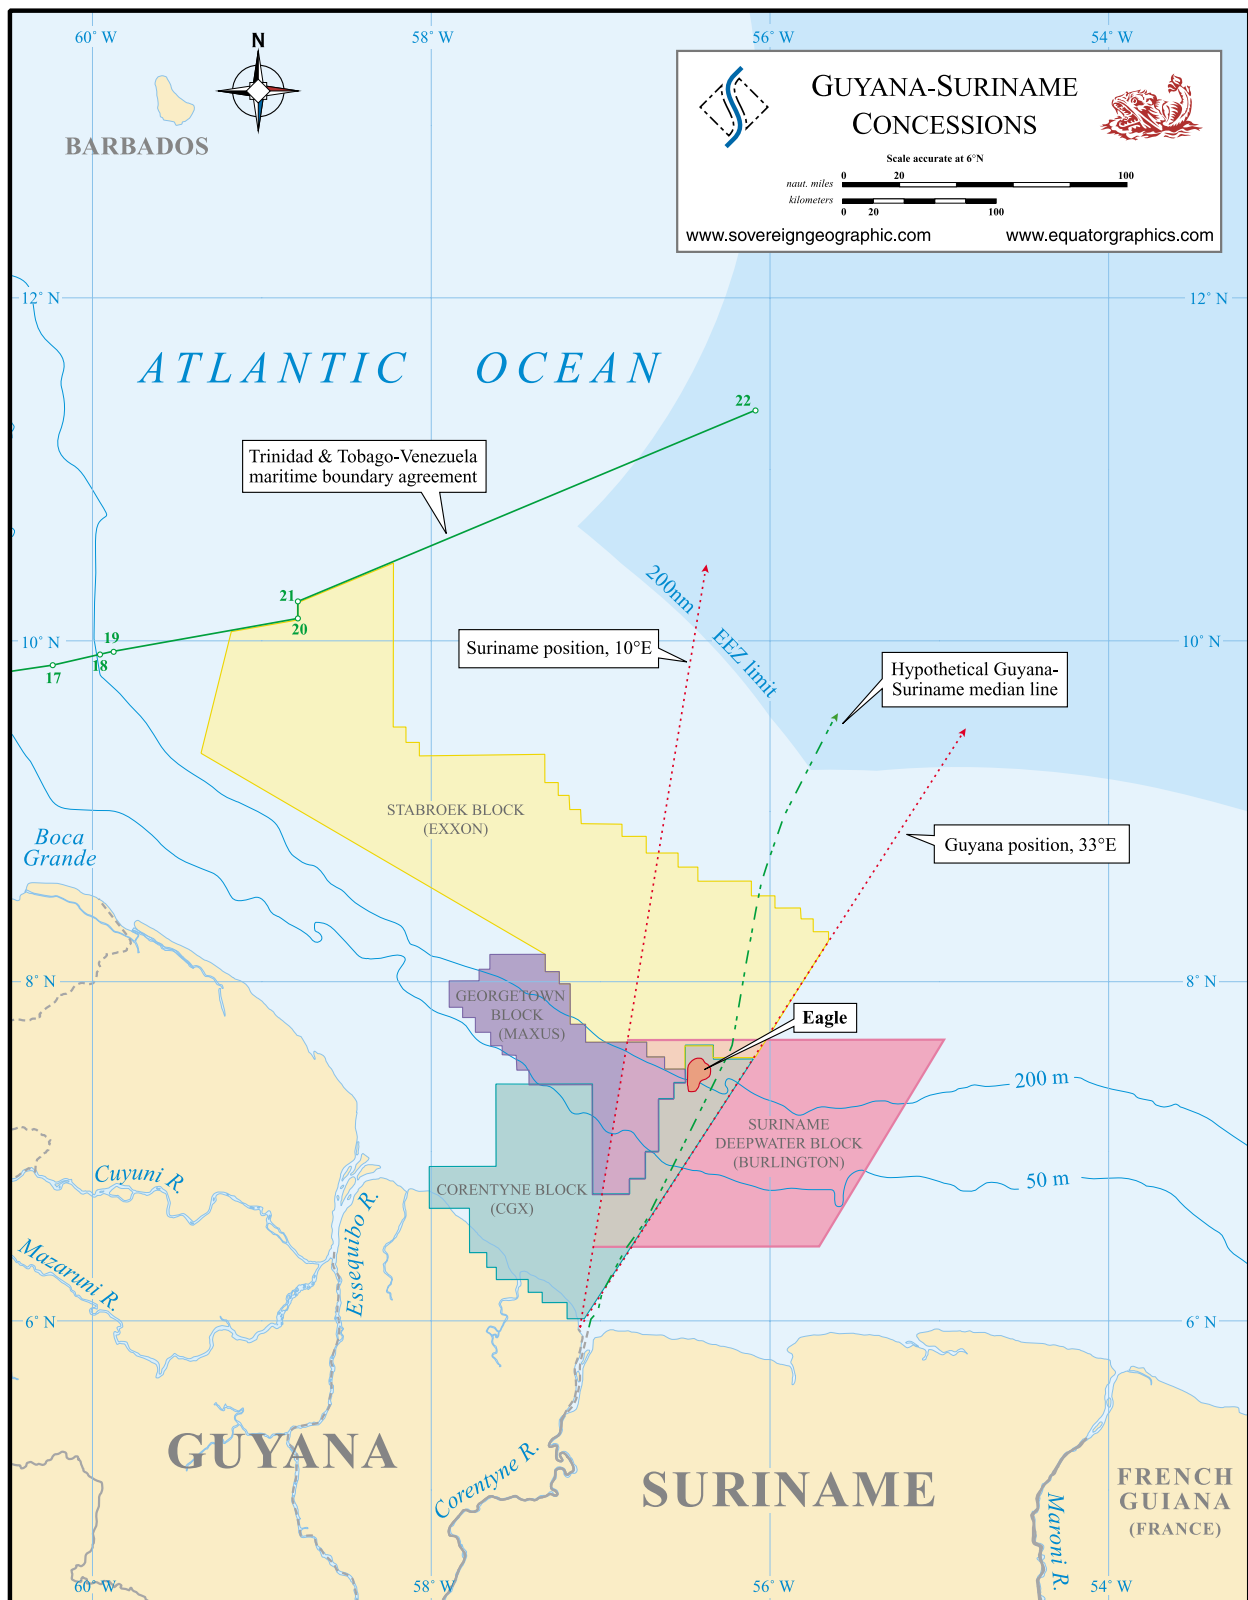 60° W
58° W
56° W
54° W
N
BARBADOS
GUYANA-SURINAME
CONCESSIONS
Scale accurate at 6°N
0 20 100
naut. miles
kilometers
0 20 100
www.sovereigngeographic.com www.equatorgraphics.com
12° N
12° N
ATLANTIC OCEAN
22
Trinidad & Tobago-Venezuela
maritime boundary agreement
21
20
19
18
17
200nm
EEZ limit
10° N
10° N
Suriname position, 10°E
Hypothetical Guyana-
Suriname median line
STABROEK BLOCK
(EXXON)
Guyana position, 33°E
Boca
Grande
8° N
8° N
GEORGETOWN
BLOCK
(MAXUS)
Eagle
200 m
SURINAME
DEEPWATER BLOCK
(BURLINGTON)
50 m
CORENTYNE BLOCK
(CGX)
Cuyuni R.
Essequibo R.
Mazaruni R.
6° N
6° N
GUYANA
Corentyne R.
SURINAME
FRENCH
GUIANA
(FRANCE)
Maroni R.
60° W
58° W
56° W
54° W